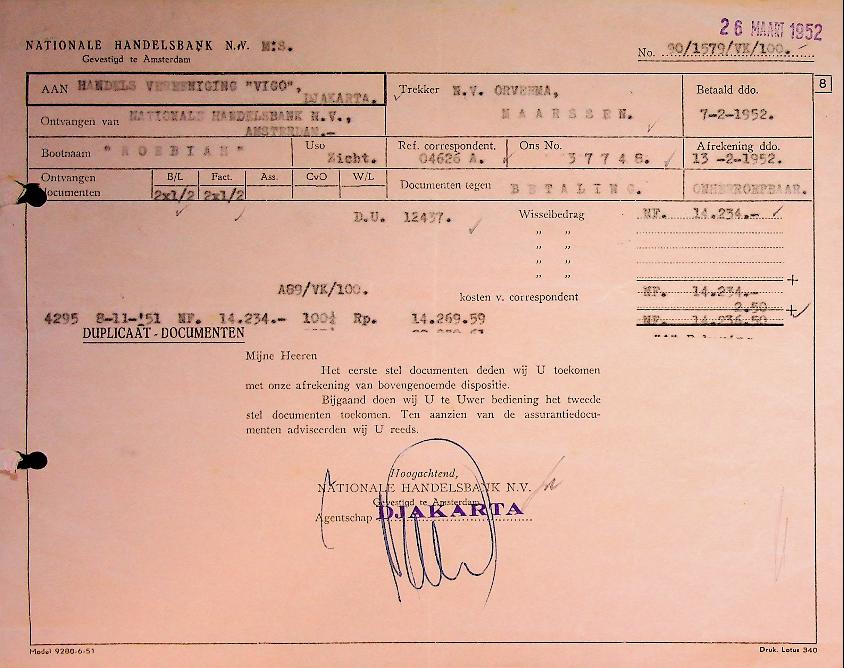 26 MAART 1952
NATIONALE HANDELSBANK N.V. M:S.
Gevestigd te Amsterdam
No. 90/1579/VK/100.
8
AAN HANDELS VEREENIGING "VIGO",
DJAKARTA.
Trekker N.V. ORVEEMA,
MAARSSEN.
Betaald ddo.
7-2-1952.
Ontvangen van NATIONALE HANDELSBANK N.V.,
AMSTERDAM.-
Bootnaam "ROEBIAH"
Uso
Zicht.
Ref. correspondent.
04626 A.
Ons No.
37748.
Afrekening ddo.
13 -2-1952.
Ontvangen documenten
B/L Fact. Ass. CvO W/L
2x1/2 2x1/2
Documenten tegen BETALING.
ONHERROEPBAAR.
D.U. 12437.
Wisselbedrag NF. 14.234.-
" "
" "
" "
" "
+
A89/VK/100.
kosten v. correspondent
NF. 14.234.-
2.50 +
4295 8-11-'51 NF. 14.234.- 100¼ Rp. 14.269.59
NF. 14.236.50
DUPLICAAT-DOCUMENTEN
Mijne Heeren
Het eerste stel documenten deden wij U toekomen
met onze afrekening van bovengenoemde dispositie.
Bijgaand doen wij U te Uwer bediening het tweede
stel documenten toekomen. Ten aanzien van de assurantiedocu-
menten adviseerden wij U reeds.
Hoogachtend,
NATIONALE HANDELSBANK N.V.
Gevestigd te Amsterdam
Agentschap DJAKARTA
Model 9200-6-51
Druk. Lotus 340